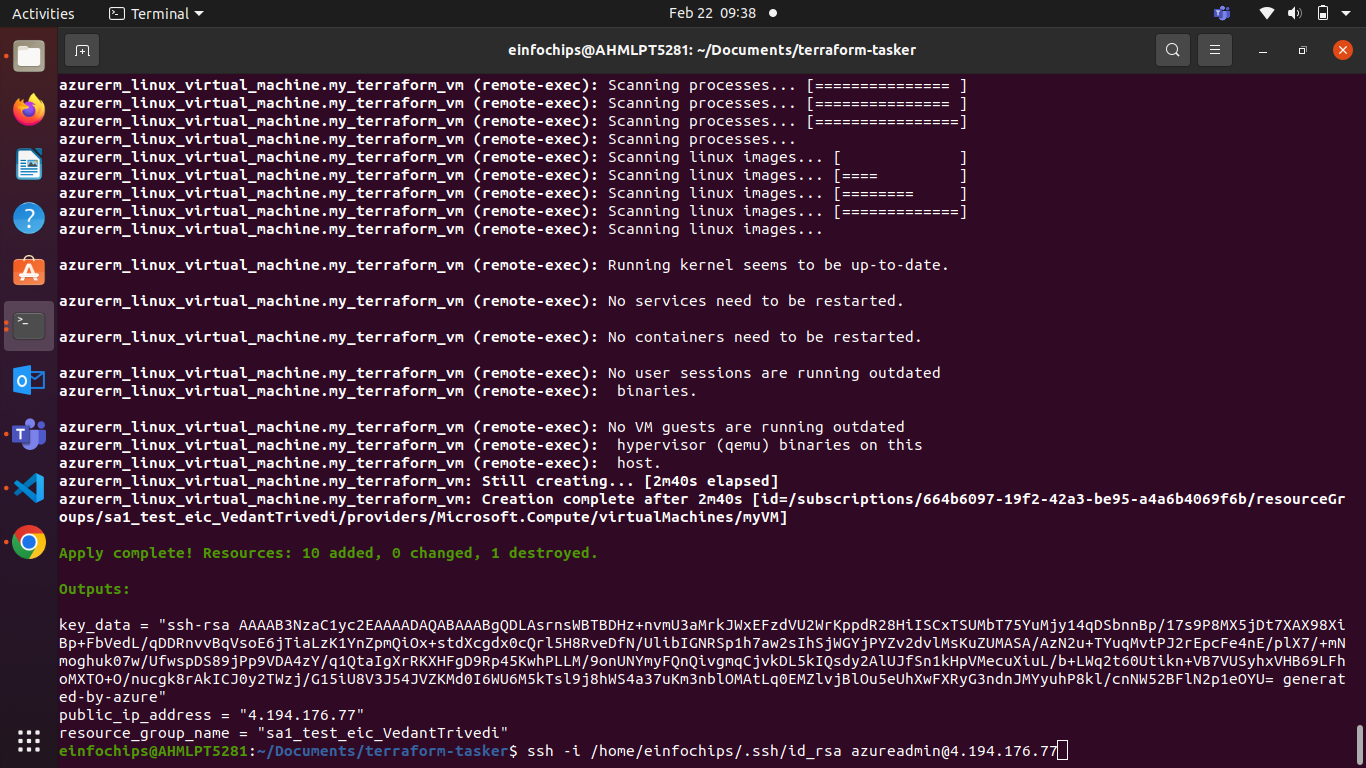 Activities
Terminal
Feb 22 09:38
einfochips@AHMLPT5281: ~/Documents/terraform-tasker
azurerm_linux_virtual_machine.my_terraform_vm (remote-exec): Scanning processes... [=============== ]
azurerm_linux_virtual_machine.my_terraform_vm (remote-exec): Scanning processes... [=============== ]
azurerm_linux_virtual_machine.my_terraform_vm (remote-exec): Scanning processes... [================]
azurerm_linux_virtual_machine.my_terraform_vm (remote-exec): Scanning processes...
azurerm_linux_virtual_machine.my_terraform_vm (remote-exec): Scanning linux images... [             ]
azurerm_linux_virtual_machine.my_terraform_vm (remote-exec): Scanning linux images... [====         ]
azurerm_linux_virtual_machine.my_terraform_vm (remote-exec): Scanning linux images... [========     ]
azurerm_linux_virtual_machine.my_terraform_vm (remote-exec): Scanning linux images... [=============]
azurerm_linux_virtual_machine.my_terraform_vm (remote-exec): Scanning linux images...
azurerm_linux_virtual_machine.my_terraform_vm (remote-exec): Running kernel seems to be up-to-date.
azurerm_linux_virtual_machine.my_terraform_vm (remote-exec): No services need to be restarted.
azurerm_linux_virtual_machine.my_terraform_vm (remote-exec): No containers need to be restarted.
azurerm_linux_virtual_machine.my_terraform_vm (remote-exec): No user sessions are running outdated
azurerm_linux_virtual_machine.my_terraform_vm (remote-exec):  binaries.
azurerm_linux_virtual_machine.my_terraform_vm (remote-exec): No VM guests are running outdated
azurerm_linux_virtual_machine.my_terraform_vm (remote-exec):  hypervisor (qemu) binaries on this
azurerm_linux_virtual_machine.my_terraform_vm (remote-exec):  host.
azurerm_linux_virtual_machine.my_terraform_vm: Still creating... [2m40s elapsed]
azurerm_linux_virtual_machine.my_terraform_vm: Creation complete after 2m40s [id=/subscriptions/664b6097-19f2-42a3-be95-a4a6b4069f6b/resourceGr
oups/sa1_test_eic_VedantTrivedi/providers/Microsoft.Compute/virtualMachines/myVM]
Apply complete! Resources: 10 added, 0 changed, 1 destroyed.
Outputs:
key_data = "ssh-rsa AAAAB3NzaC1yc2EAAAADAQABAAABgQDLAsrnsWBTBDHz+nvmU3aMrkJWxEFzdVU2WrKppdR28HiISCxTSUMbT75YuMjy14qDSbnnBp/17s9P8MX5jDt7XAX98Xi
Bp+FbVedL/qDDRnvvBqVsoE6jTiaLzK1YnZpmQiOx+stdXcgdx0cQrl5H8RveDfN/UlibIGNRSp1h7aw2sIhSjWGYjPYZv2dvlMsKuZUMASA/AzN2u+TYuqMvtPJ2rEpcFe4nE/plX7/+mN
moghuk07w/UfwspDS89jPp9VDA4zY/q1QtaIgXrRKXHFgD9Rp45KwhPLLM/9onUNYmyFQnQivgmqCjvkDL5kIQsdy2AlUJfSn1kHpVMecuXiuL/b+LWq2t60Utikn+VB7VUSyhxVHB69LFh
oMXTO+O/nucgk8rAkICJ0y2TWzj/G15iU8V3J54JVZKMd0I6WU6M5kTsl9j8hWS4a37uKm3nblOMAtLq0EMZlvjBlOu5eUhXwFXRyG3ndnJMYyuhP8kl/cnNW52BFlN2p1eOYU= generat
ed-by-azure"
public_ip_address = "4.194.176.77"
resource_group_name = "sa1_test_eic_VedantTrivedi"
einfochips@AHMLPT5281:~/Documents/terraform-tasker$ ssh -i /home/einfochips/.ssh/id_rsa azureadmin@4.194.176.77